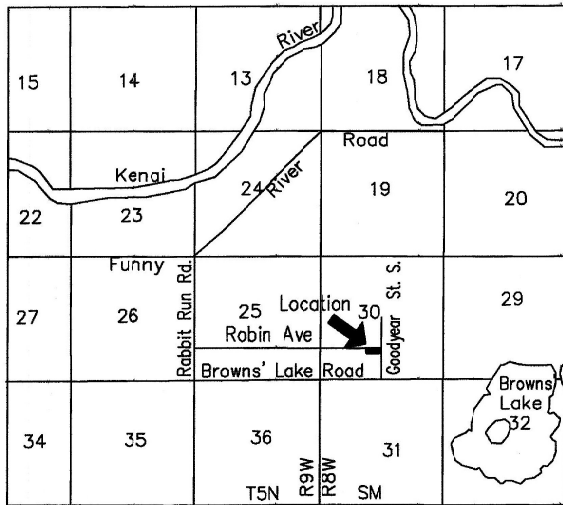 River
15 14 13 18 17
Road
Kenai
24 River 19 20
22 23
Funny
Rabbit Run Rd.
Goodyear St. S.
27 26 25 30 29
Location
Robin Ave
Browns' Lake Road
Browns
Lake
32
34 35 36 31
R9W R8W
T5N SM